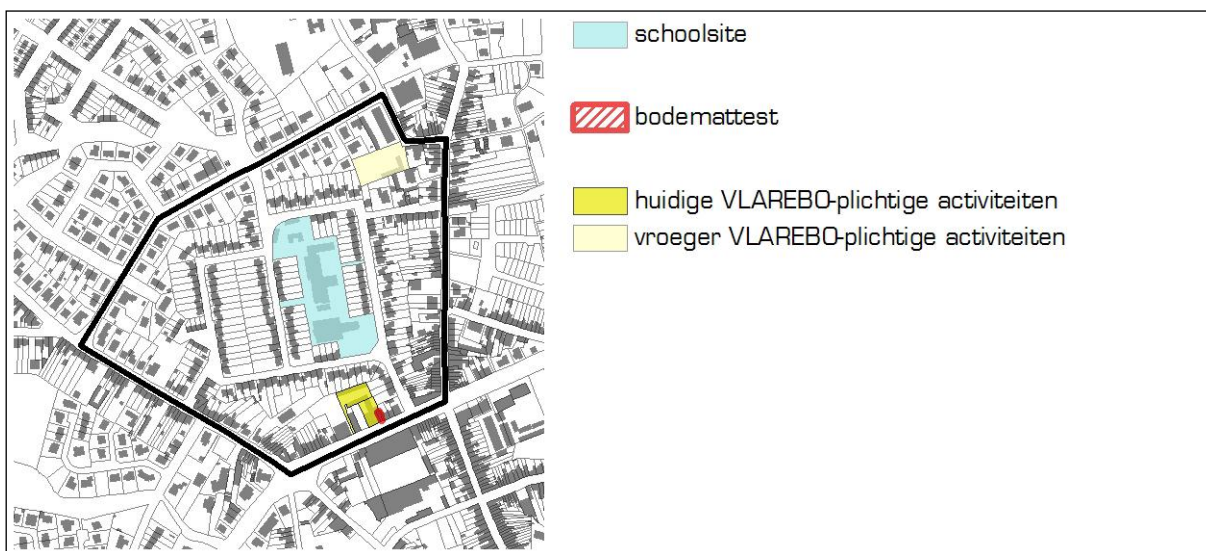 schoolsite
bodemattest
huidige VLAREBO-plichtige activiteiten
vroeger VLAREBO-plichtige activiteiten